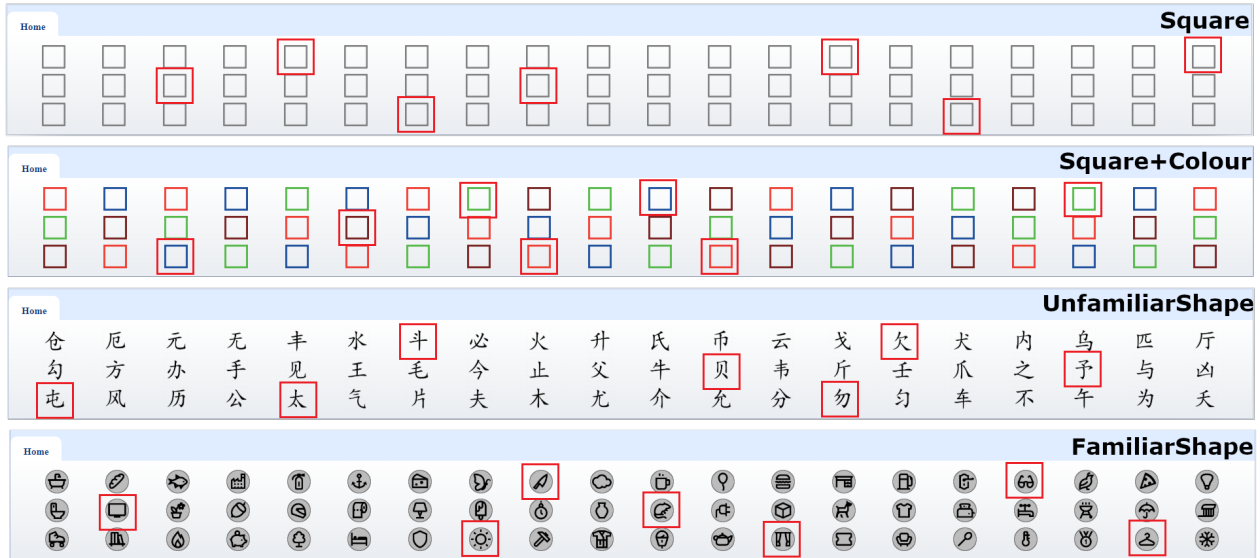 Square
Home
Square+Colour
Home
UnfamiliarShape
Home
仓 厄 元 无 丰 水 斗 必 火 升 氏 币 云 戈 欠 犬 内 乌 匹 厅
勾 方 办 手 见 王 毛 今 止 父 牛 贝 韦 斤 壬 爪 之 予 与 凶
屯 风 历 公 太 气 片 夫 木 尤 介 允 分 勿 匀 车 不 午 为 夭
FamiliarShape
Home